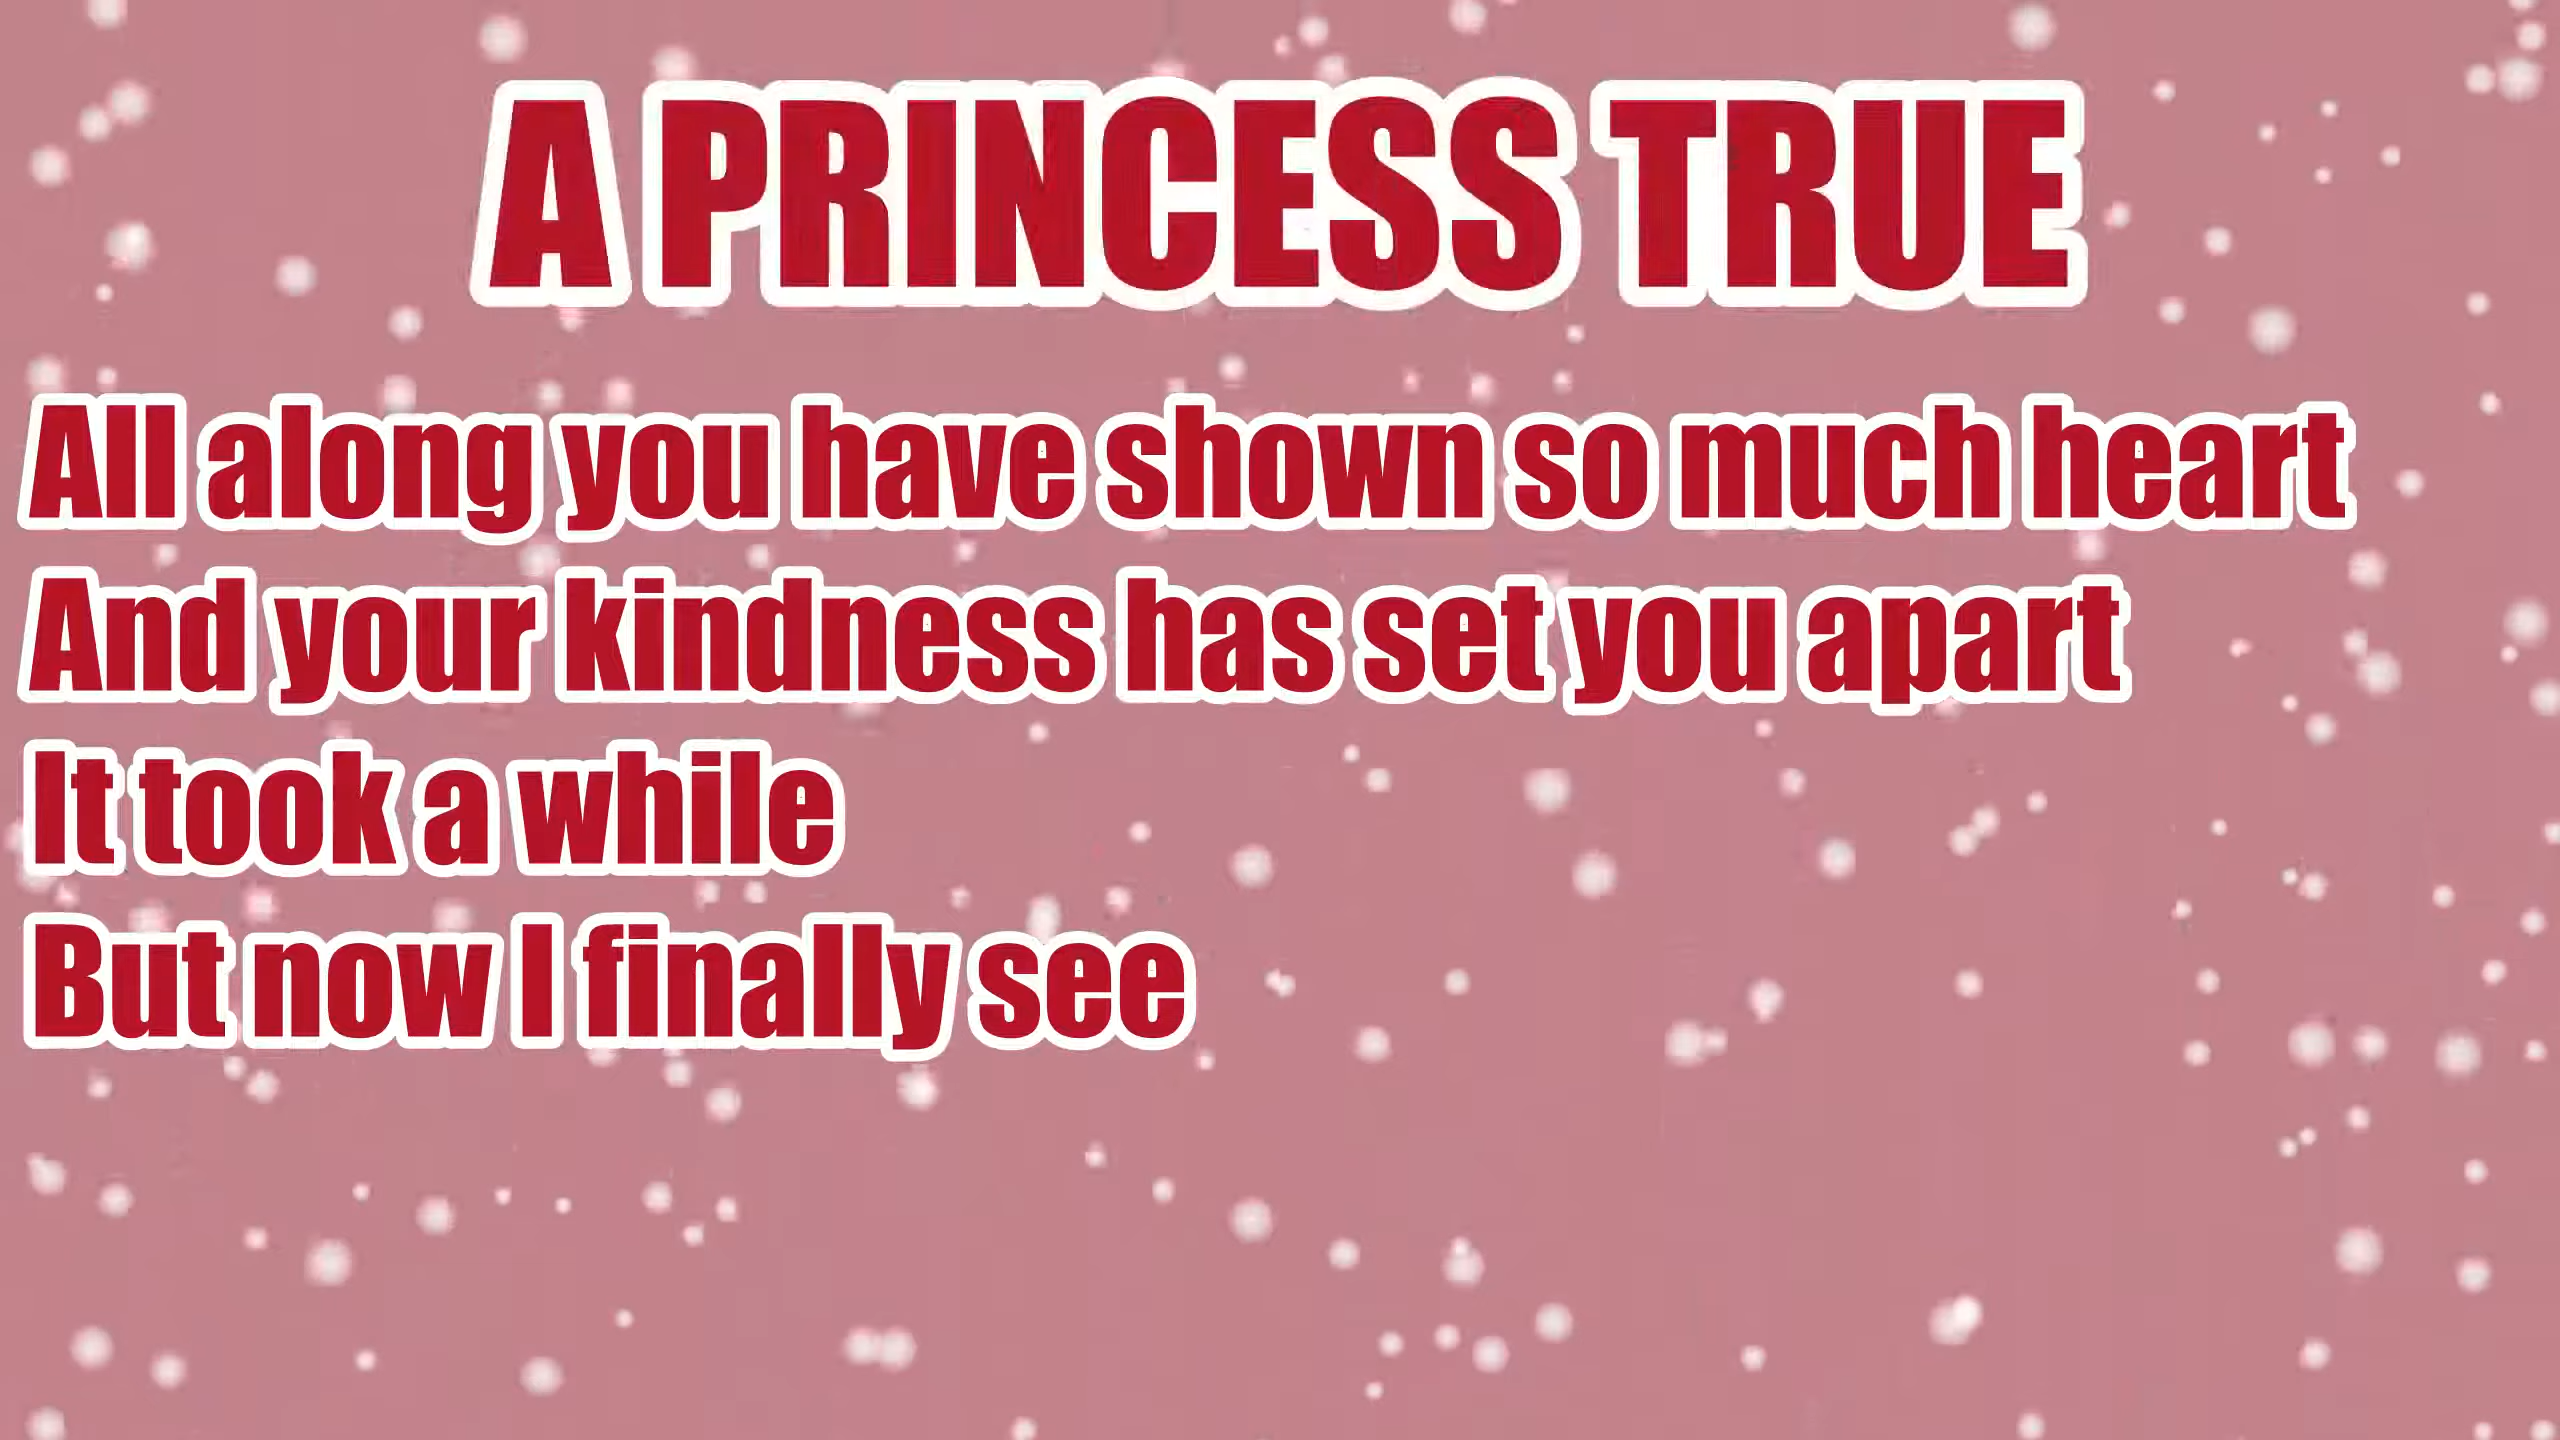 A PRINCESS TRUE
All along you have shown so much heart
And your kindness has set you apart
It took a while
But now I finally see